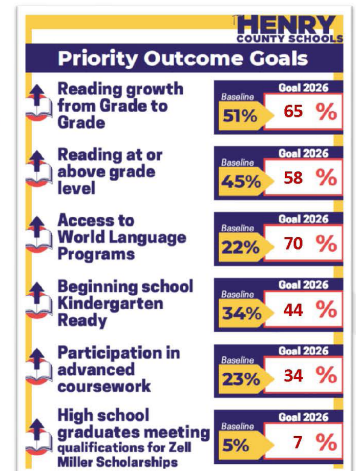 HENRY
COUNTY SCHOOLS
Priority Outcome Goals
Reading growth
from Grade to
Grade
Baseline
51%
Goal 2026
65 %
Reading at or
above grade
level
Baseline
45%
Goal 2026
58 %
Access to
World Language
Programs
Baseline
22%
Goal 2026
70 %
Beginning school
Kindergarten
Ready
Baseline
34%
Goal 2026
44 %
Participation in
advanced
coursework
Baseline
23%
Goal 2026
34 %
High school
graduates meeting
qualifications for Zell
Miller Scholarships
Baseline
5%
Goal 2026
7 %